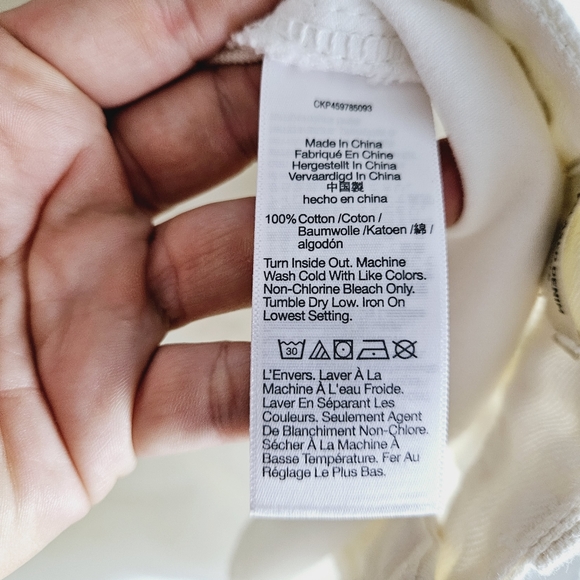 CKP459785093
Made In China
Fabriqué En Chine
Hergestellt In China
Vervaardigd In China
中国製
hecho en china
100% Cotton /Coton /
Baumwolle /Katoen /綿 /
algodón
Turn Inside Out. Machine
Wash Cold With Like Colors.
Non-Chlorine Bleach Only.
Tumble Dry Low. Iron On
Lowest Setting.
30
L'Envers. Laver À La
Machine À L'eau Froide.
Laver En Séparant Les
Couleurs. Seulement Agent
De Blanchiment Non-Chlore.
Sécher À La Machine À
Basse Température. Fer Au
Réglage Le Plus Bas.
DENIM